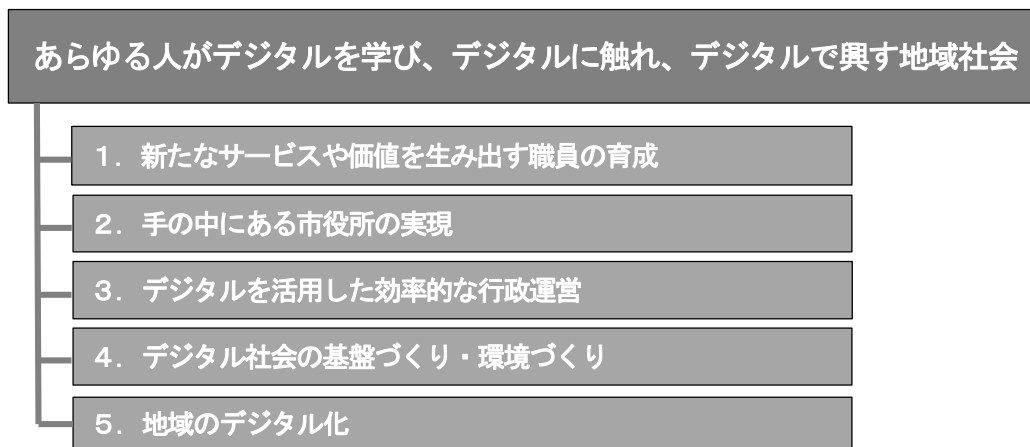 あらゆる人がデジタルを学び、デジタルに触れ、デジタルで興す地域社会
１．新たなサービスや価値を生み出す職員の育成
２．手の中にある市役所の実現
３．デジタルを活用した効率的な行政運営
４．デジタル社会の基盤づくり・環境づくり
５．地域のデジタル化